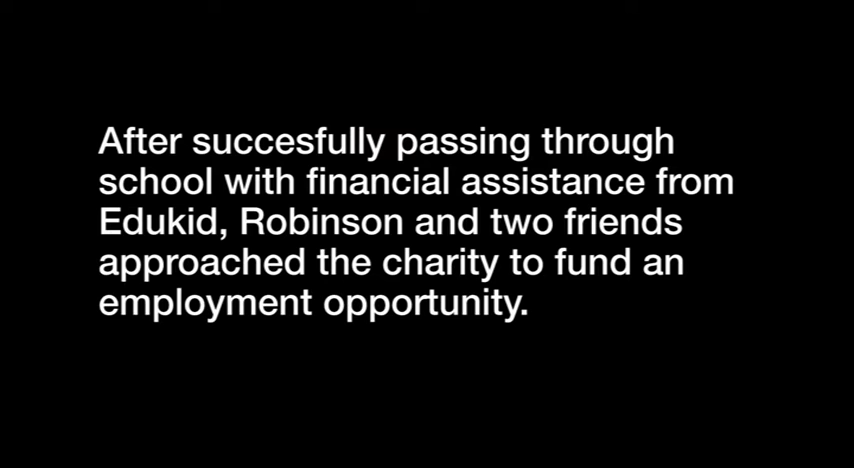 After succesfully passing through
school with financial assistance from
Edukid, Robinson and two friends
approached the charity to fund an
employment opportunity.